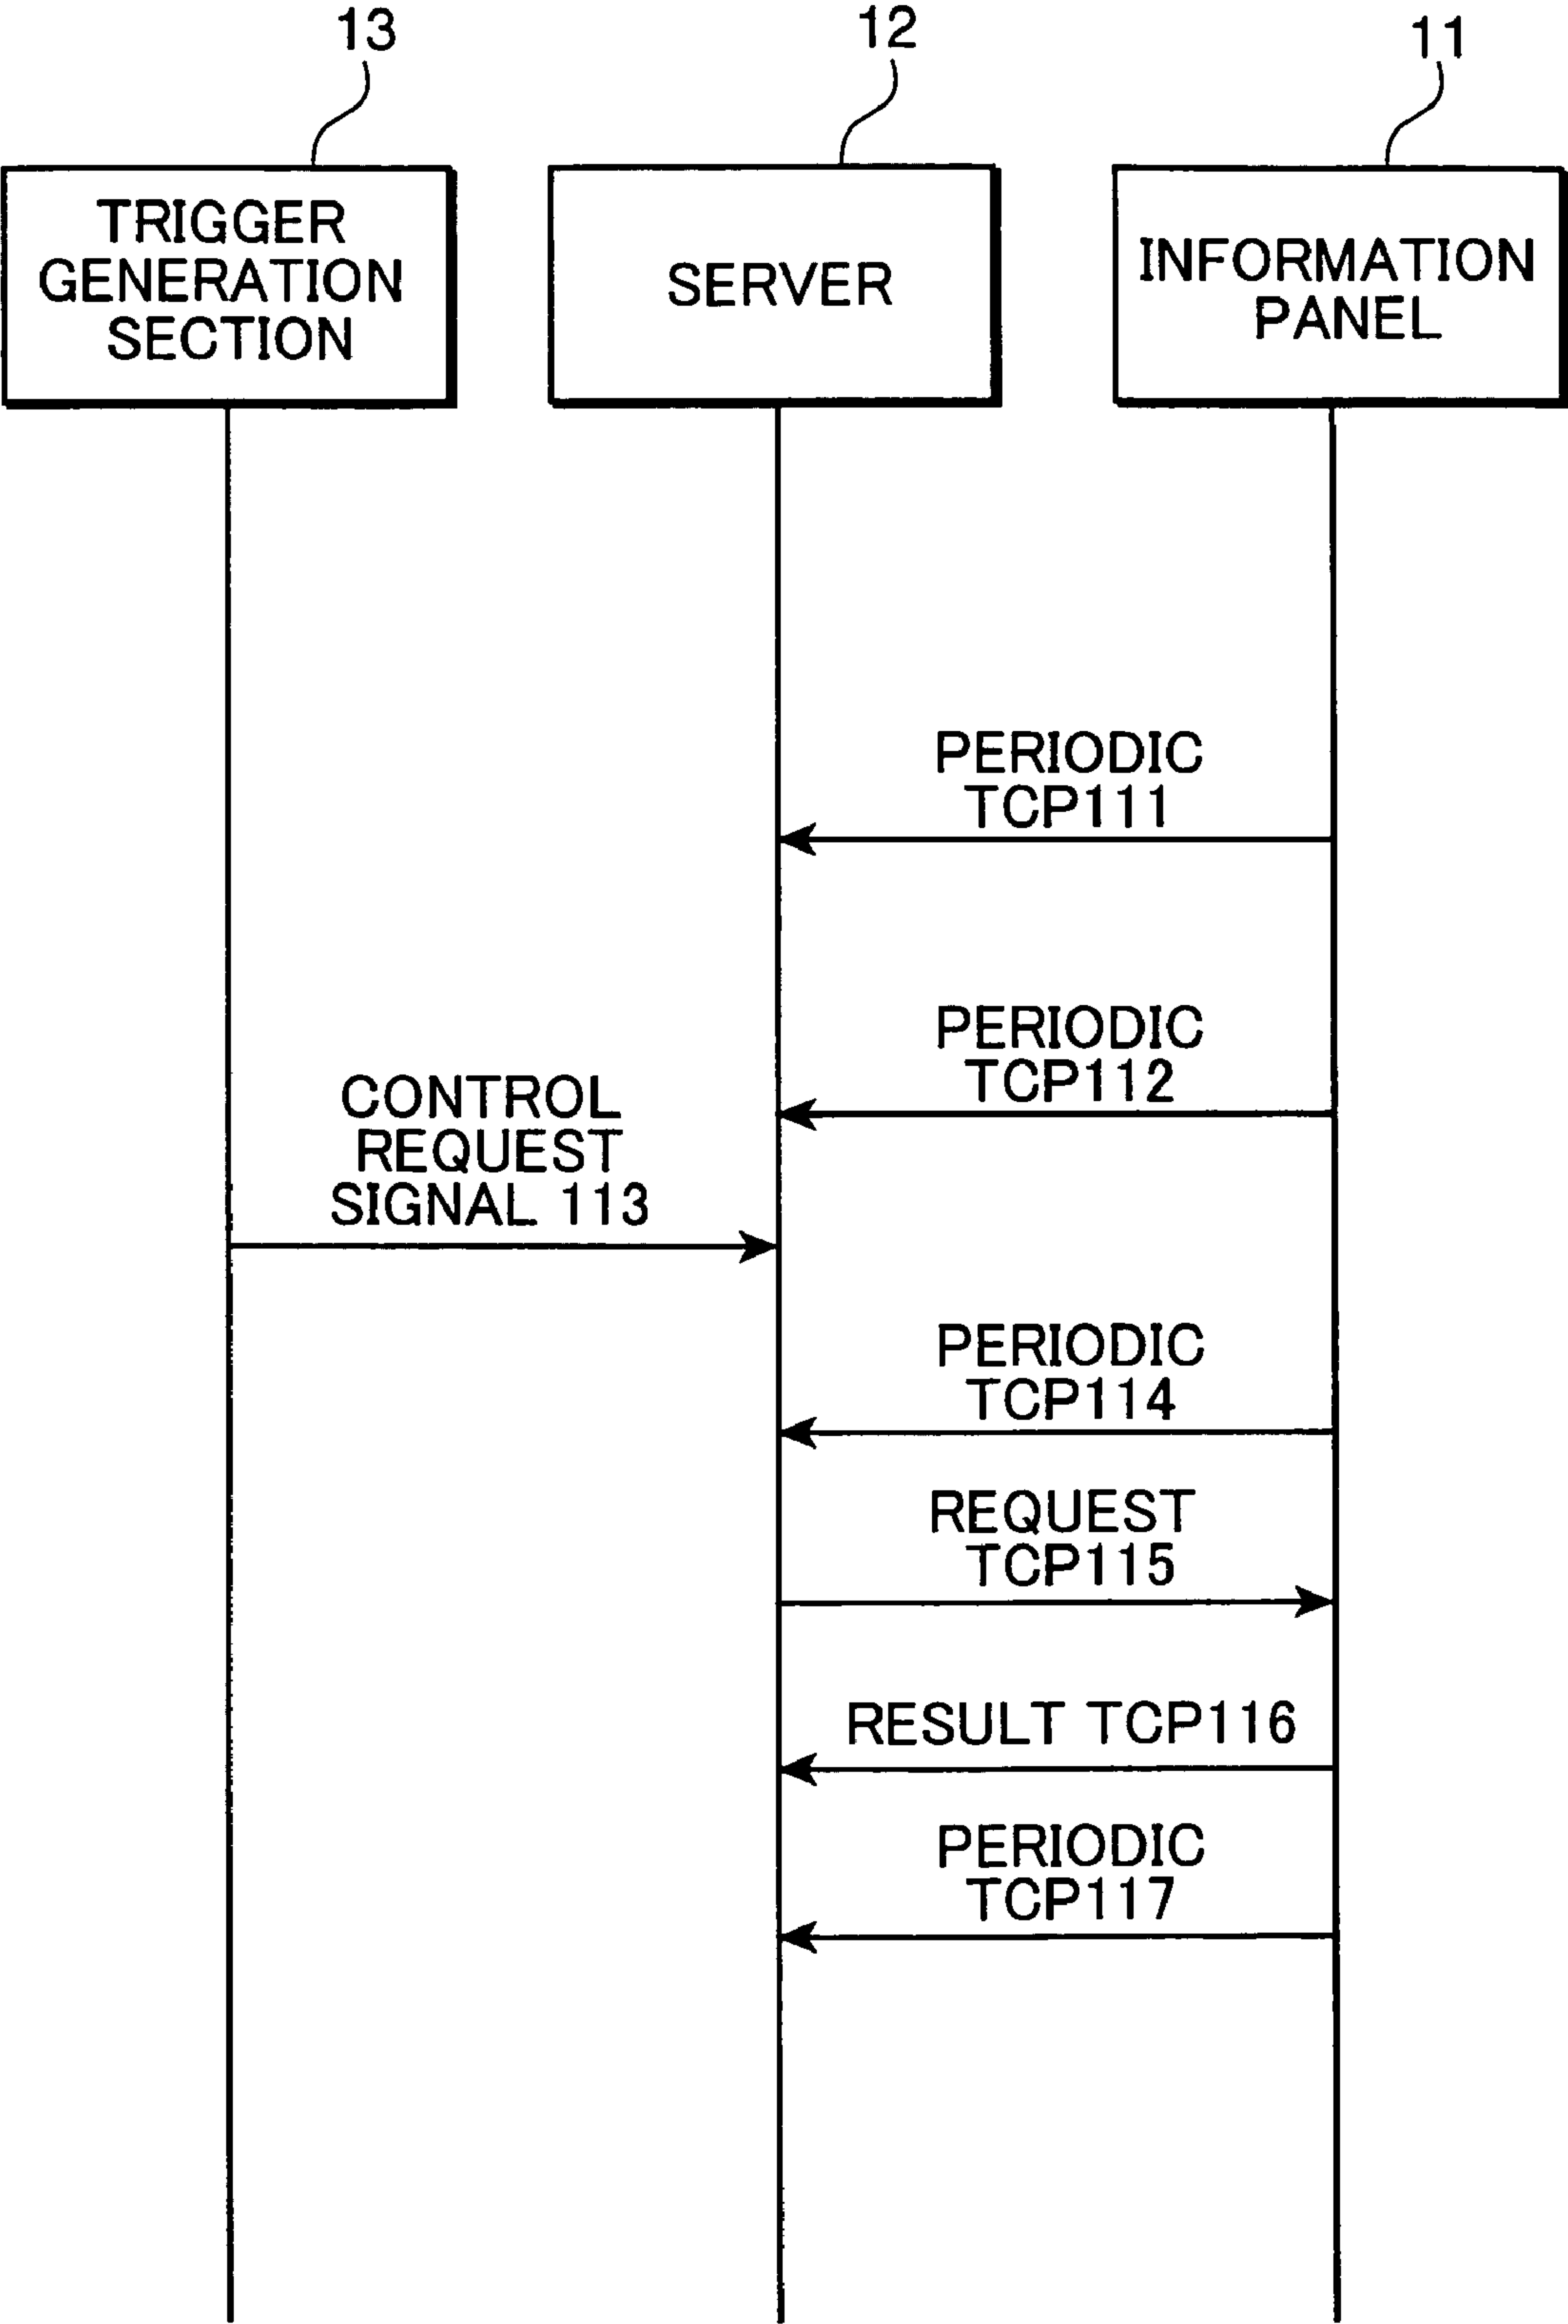 13
12
11
TRIGGER
GENERATION
SECTION
SERVER
INFORMATION
PANEL
PERIODIC
TCP111
PERIODIC
TCP112
CONTROL
REQUEST
SIGNAL 113
PERIODIC
TCP114
REQUEST
TCP115
RESULT TCP116
PERIODIC
TCP117